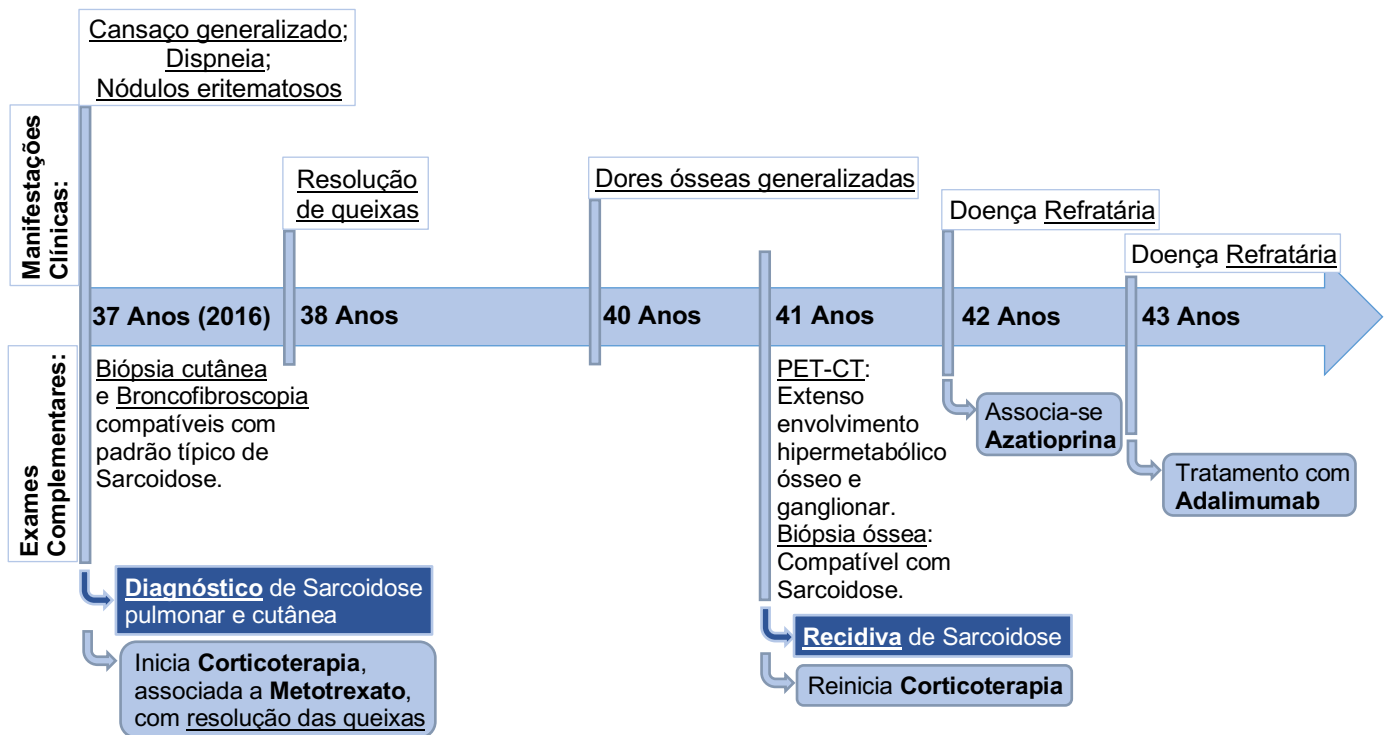 Manifestações
Clínicas:
Cansaço generalizado;
Dispneia;
Nódulos eritematosos
Resolução
de queixas
Dores ósseas generalizadas
Doença Refratária
Doença Refratária
37 Anos (2016)
38 Anos
40 Anos
41 Anos
42 Anos
43 Anos
Exames
Complementares:
Biópsia cutânea
e Broncofibroscopia
compatíveis com
padrão típico de
Sarcoidose.
Diagnóstico de Sarcoidose
pulmonar e cutânea
Inicia Corticoterapia,
associada a Metotrexato,
com resolução das queixas
PET-CT:
Extenso
envolvimento
hipermetabólico
ósseo e
ganglionar.
Biópsia óssea:
Compatível com
Sarcoidose.
Recidiva de Sarcoidose
Reinicia Corticoterapia
Associa-se
Azatioprina
Tratamento com
Adalimumab